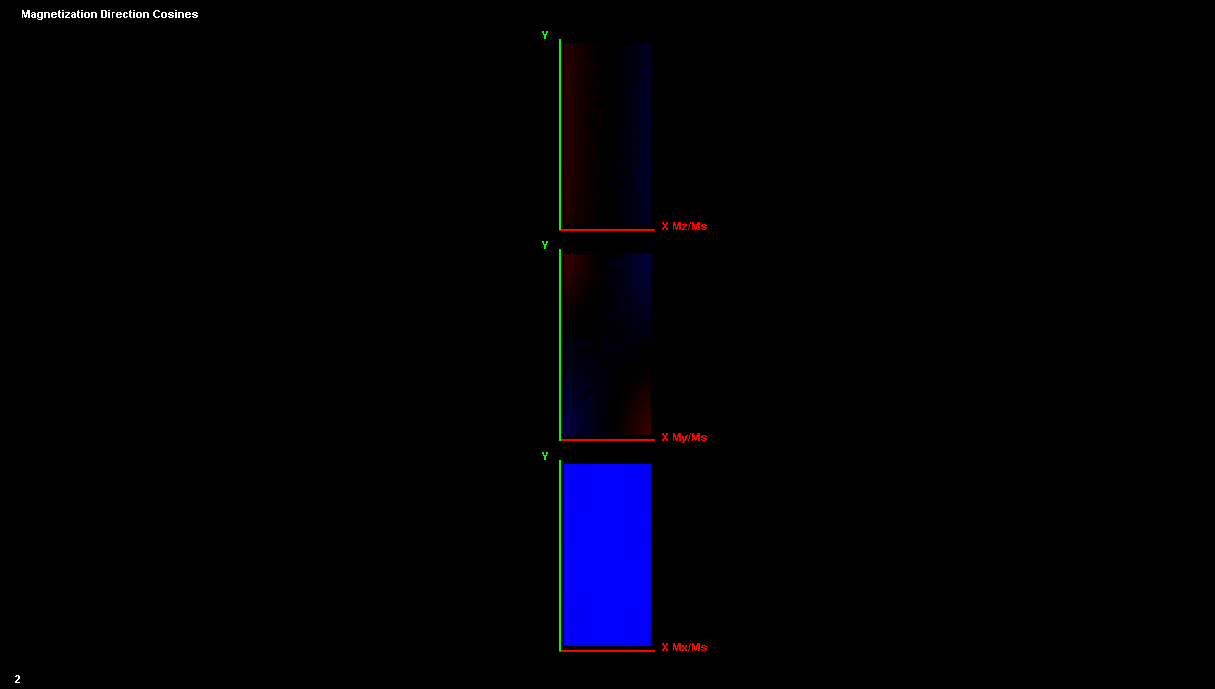 Magnetization Direction Cosines
Y
X Mz/Ms
Y
X My/Ms
Y
X Mx/Ms
2